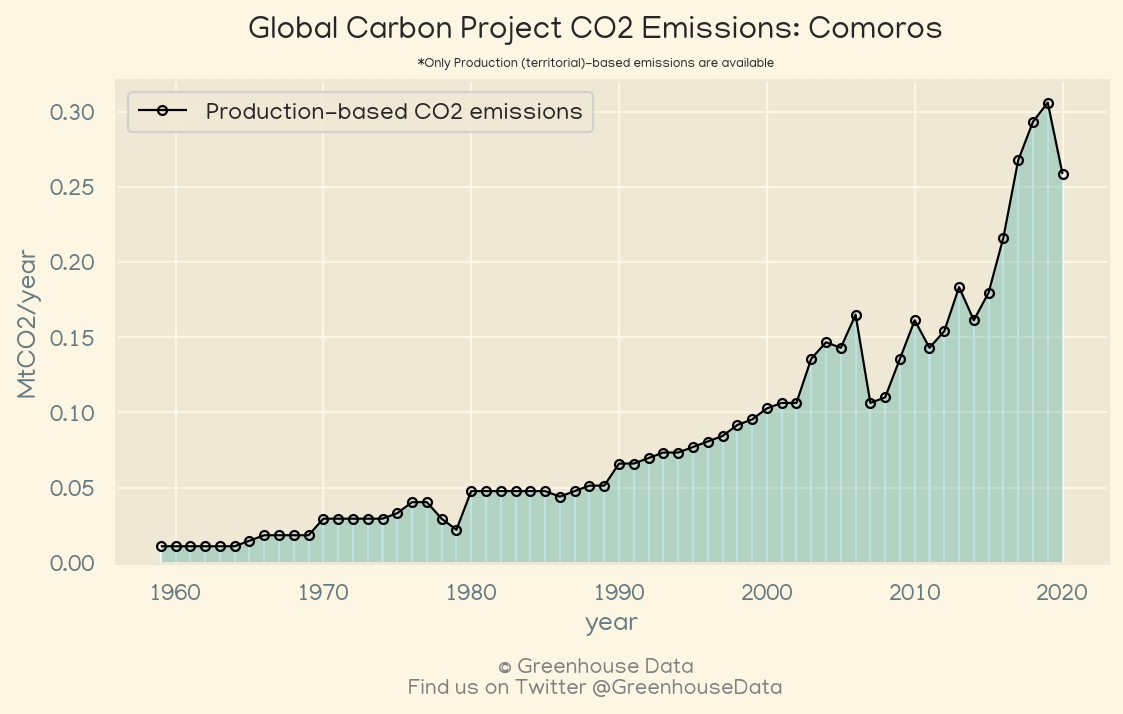 Global Carbon Project CO2 Emissions: Comoros
*Only Production (territorial)-based emissions are available
Production-based CO2 emissions
0.30
0.25
0.20
0.15
0.10
0.05
0.00
MtCO2/year
1960 1970 1980 1990 2000 2010 2020
year
© Greenhouse Data
Find us on Twitter @GreenhouseData